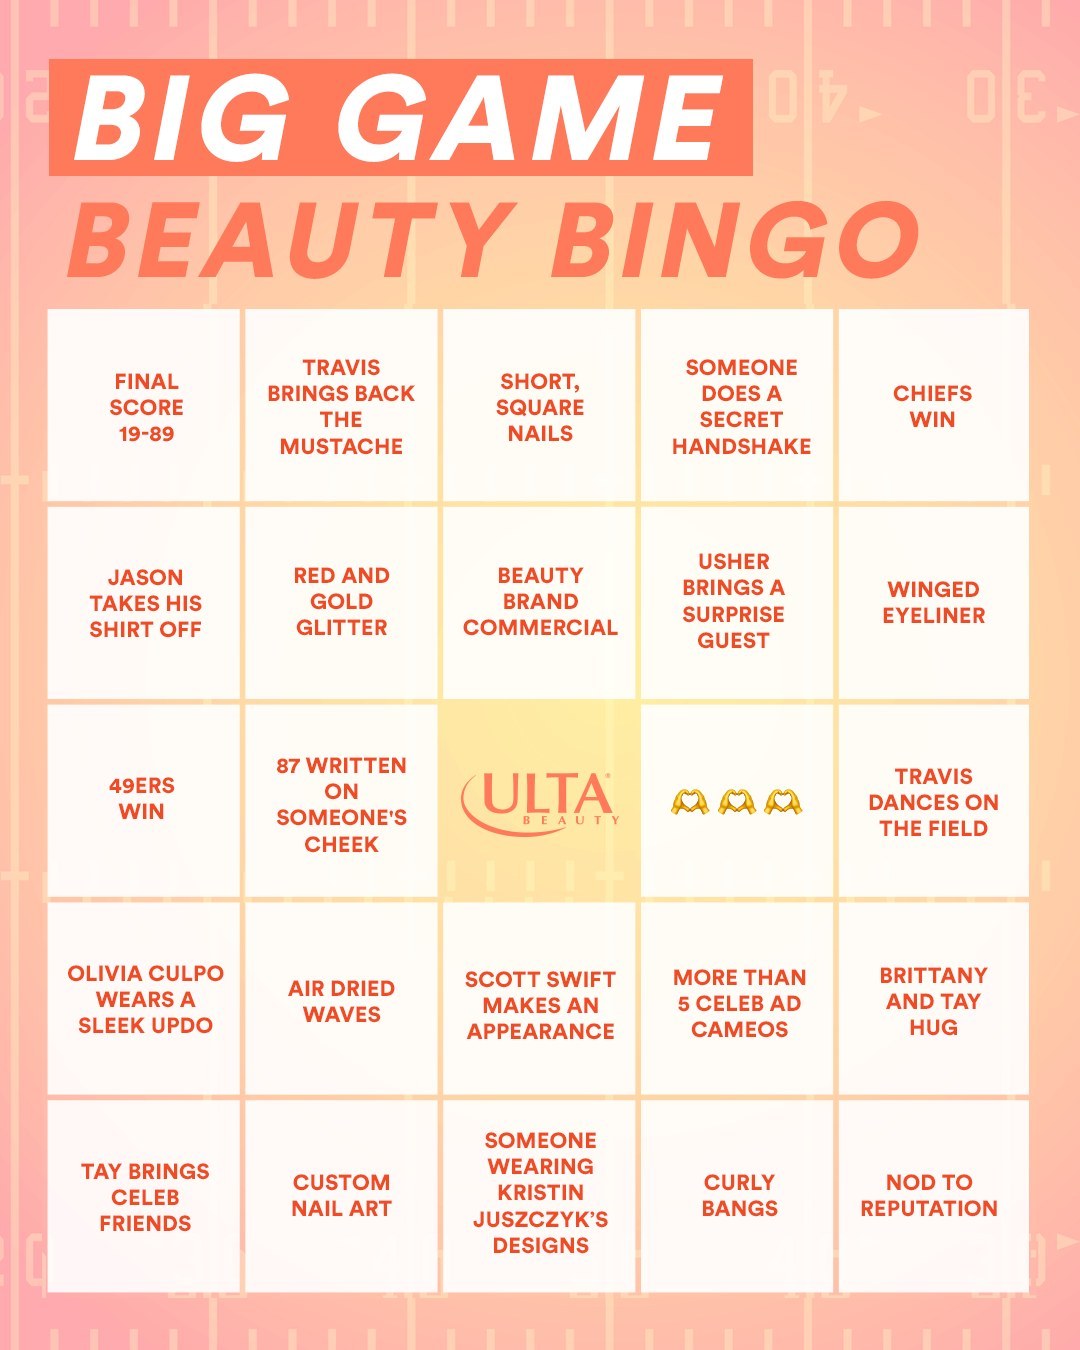 BIG GAME
BEAUTY BINGO
FINAL
SCORE
19-89
TRAVIS
BRINGS BACK
THE
MUSTACHE
SHORT,
SQUARE
NAILS
SOMEONE
DOES A
SECRET
HANDSHAKE
CHIEFS
WIN
JASON
TAKES HIS
SHIRT OFF
RED AND
GOLD
GLITTER
BEAUTY
BRAND
COMMERCIAL
USHER
BRINGS A
SURPRISE
GUEST
WINGED
EYELINER
49ERS
WIN
87 WRITTEN
ON
SOMEONE'S
CHEEK
ULTA
BEAUTY
🫶 🫶 🫶
TRAVIS
DANCES ON
THE FIELD
OLIVIA CULPO
WEARS A
SLEEK UPDO
AIR DRIED
WAVES
SCOTT SWIFT
MAKES AN
APPEARANCE
MORE THAN
5 CELEB AD
CAMEOS
BRITTANY
AND TAY
HUG
TAY BRINGS
CELEB
FRIENDS
CUSTOM
NAIL ART
SOMEONE
WEARING
KRISTIN
JUSZCZYK'S
DESIGNS
CURLY
BANGS
NOD TO
REPUTATION